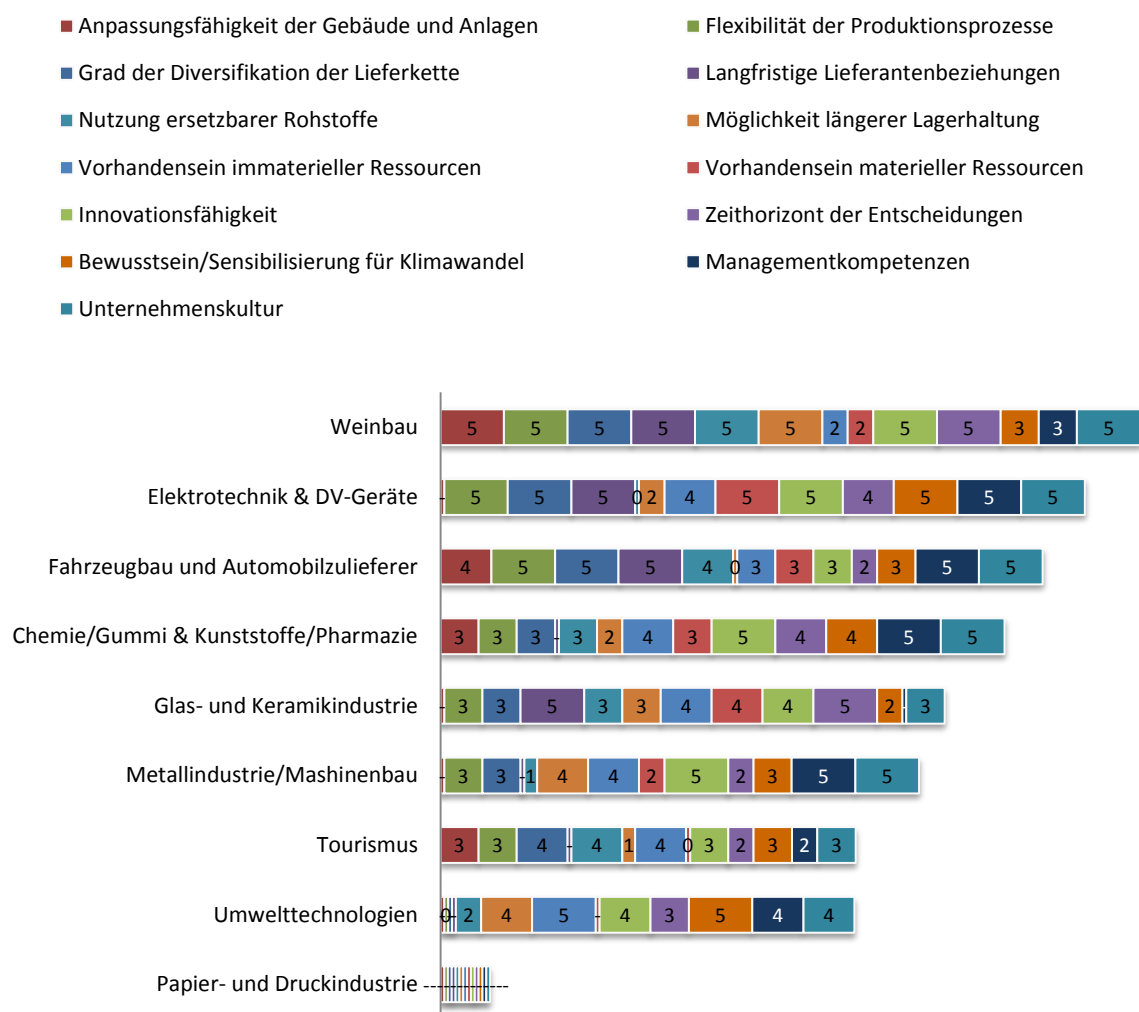 Anpassungsfähigkeit der Gebäude und Anlagen
Flexibilität der Produktionsprozesse
Grad der Diversifikation der Lieferkette
Langfristige Lieferantenbeziehungen
Nutzung ersetzbarer Rohstoffe
Möglichkeit längerer Lagerhaltung
Vorhandensein immaterieller Ressourcen
Vorhandensein materieller Ressourcen
Innovationsfähigkeit
Zeithorizont der Entscheidungen
Bewusstsein/Sensibilisierung für Klimawandel
Managementkompetenzen
Unternehmenskultur
Weinbau 5 5 5 5 5 5 2 2 5 5 3 3 5
Elektrotechnik & DV-Geräte - 5 5 5 0 2 4 5 5 4 5 5 5
Fahrzeugbau und Automobilzulieferer 4 5 5 5 4 0 3 3 3 2 3 5 5
Chemie/Gummi & Kunststoffe/Pharmazie 3 3 3 - 3 2 4 3 5 4 4 5 5
Glas- und Keramikindustrie - 3 3 5 3 3 4 4 4 5 2 - 3
Metallindustrie/Mashinenbau - 3 3 - 1 4 4 2 5 2 3 5 5
Tourismus 3 3 4 - 4 1 4 0 3 2 3 2 3
Umwelttechnologien - 0 - - 2 4 5 - 4 3 5 4 4
Papier- und Druckindustrie - - - - - - - - - - - - -